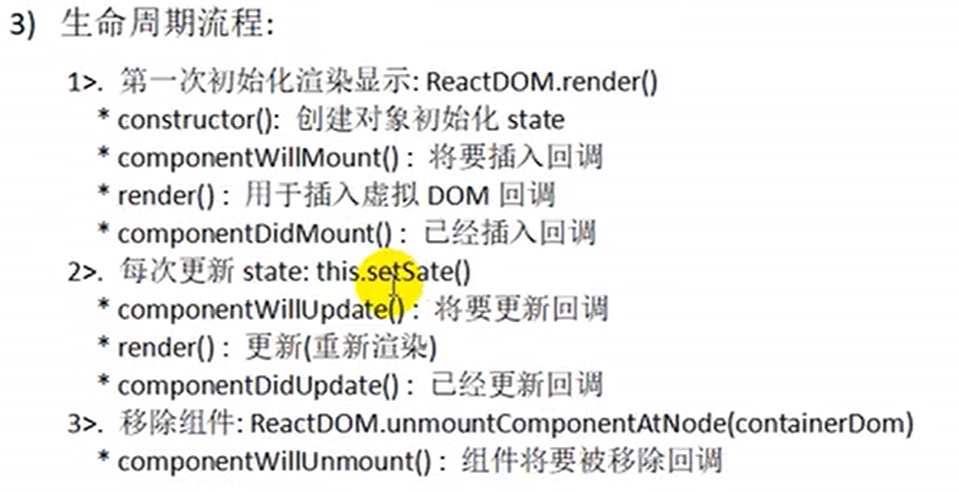 3) 生命周期流程:
1>. 第一次初始化渲染显示: ReactDOM.render()
* constructor(): 创建对象初始化 state
* componentWillMount() : 将要插入回调
* render() : 用于插入虚拟 DOM 回调
* componentDidMount() : 已经插入回调
2>. 每次更新 state: this.setSate()
* componentWillUpdate() : 将要更新回调
* render() : 更新(重新渲染)
* componentDidUpdate() : 已经更新回调
3>. 移除组件: ReactDOM.unmountComponentAtNode(containerDom)
* componentWillUnmount() : 组件将要被移除回调